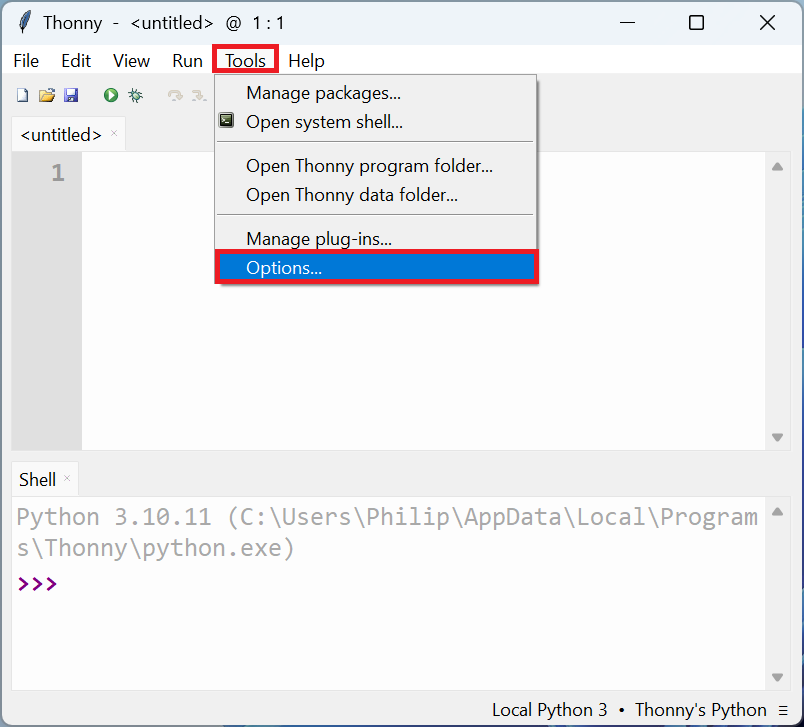 Thonny - <untitled> @ 1 : 1
File Edit View Run Tools Help
Manage packages...
Open system shell...
<untitled> ×
Open Thonny program folder...
1
Open Thonny data folder...
Manage plug-ins...
Options...
Shell ×
Python 3.10.11 (C:\Users\Philip\AppData\Local\Program
s\Thonny\python.exe)
>>>
Local Python 3 • Thonny's Python ≡